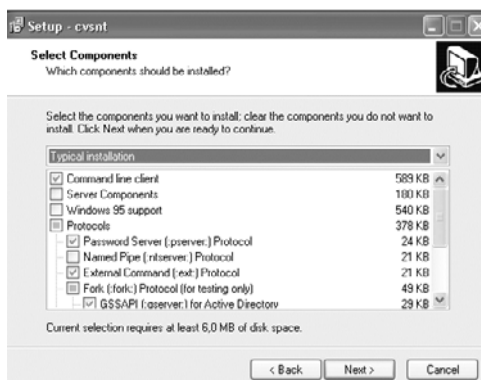 Setup - cvsnt
Select Components
Which components should be installed?
Select the components you want to install; clear the components you do not want to
install. Click Next when you are ready to continue.
Typical installation
Command line client 589 KB
Server Components 180 KB
Windows 95 support 540 KB
Protocols 378 KB
Password Server (:pserver:) Protocol 24 KB
Named Pipe (:ntserver:) Protocol 21 KB
External Command (:ext:) Protocol 21 KB
Fork (:fork:) Protocol (for testing only) 49 KB
GSSAPI (:gserver:) for Active Directory 29 KB
Current selection requires at least 6,0 MB of disk space.
< Back
Next >
Cancel